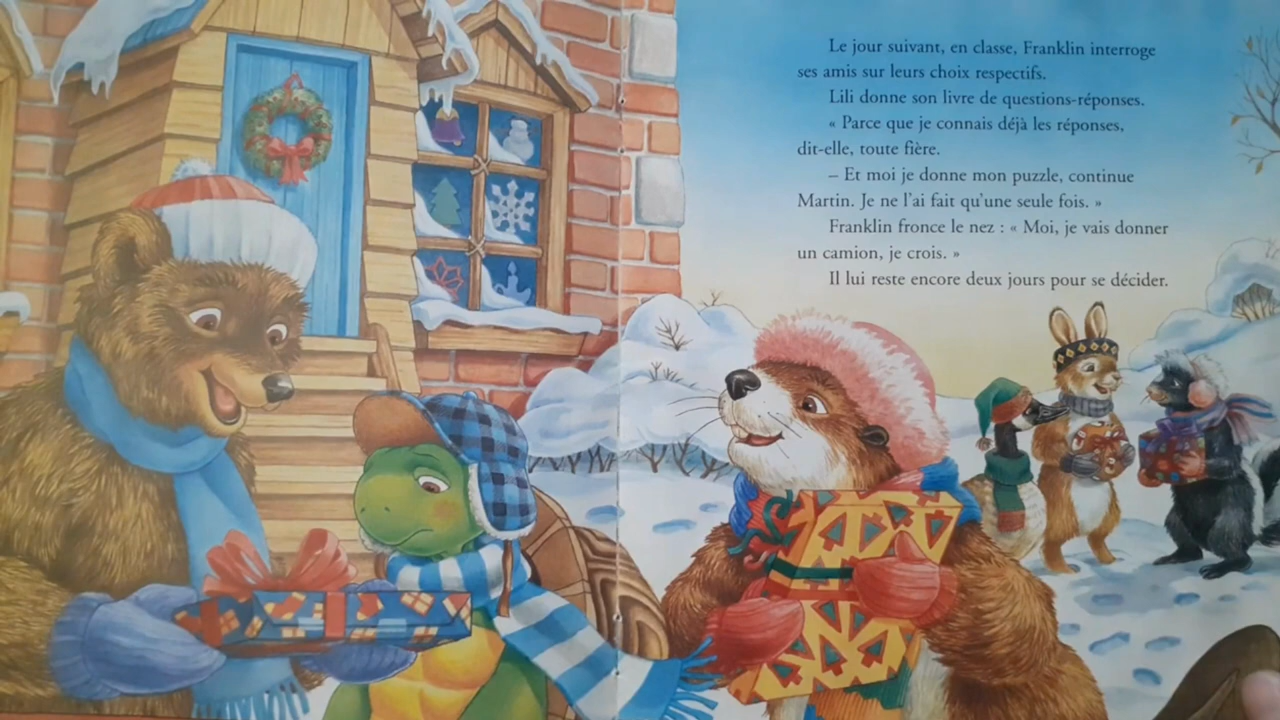 Le jour suivant, en classe, Franklin interroge
ses amis sur leurs choix respectifs.
Lili donne son livre de questions-réponses.
« Parce que je connais déjà les réponses,
dit-elle, toute fière.
– Et moi je donne mon puzzle, continue
Martin. Je ne l'ai fait qu'une seule fois. »
Franklin fronce le nez : « Moi, je vais donner
un camion, je crois. »
Il lui reste encore deux jours pour se décider.